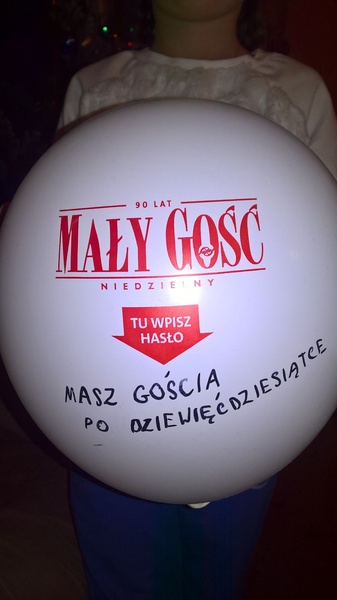 90 LAT
MAŁY GOŚĆ
NIEDZIELNY
TU WPISZ
HASŁO
MASZ GOŚCIA
PO DZIEWIĘĆDZIESIĄTCE